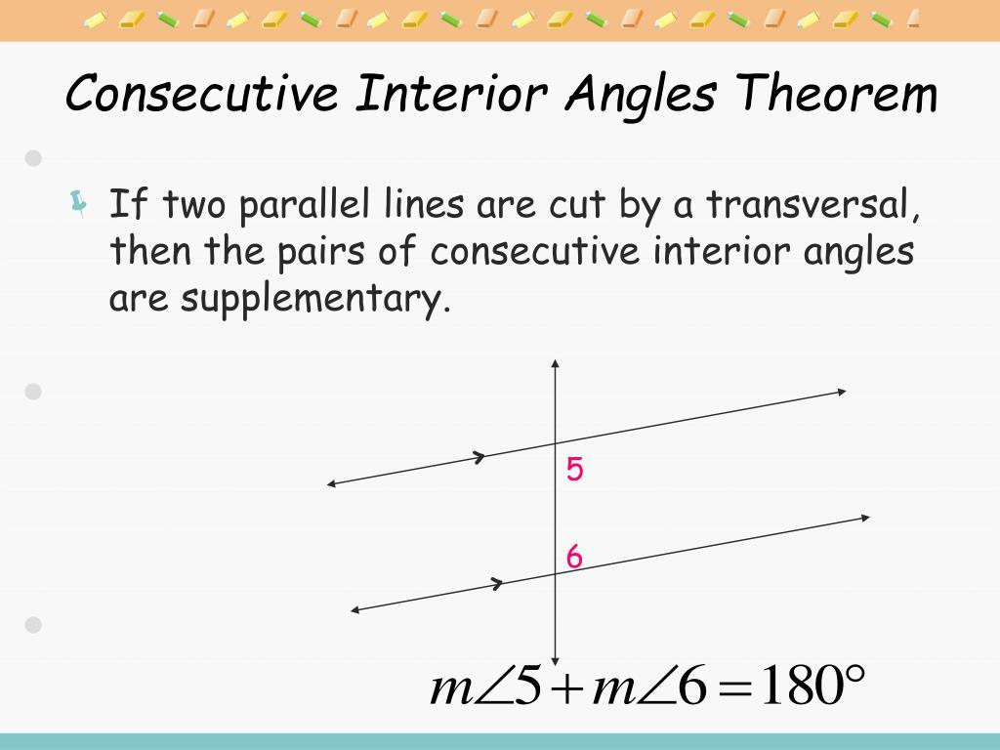 Consecutive Interior Angles Theorem
If two parallel lines are cut by a transversal,
then the pairs of consecutive interior angles
are supplementary.
5
6
m∠5+m∠6=180°